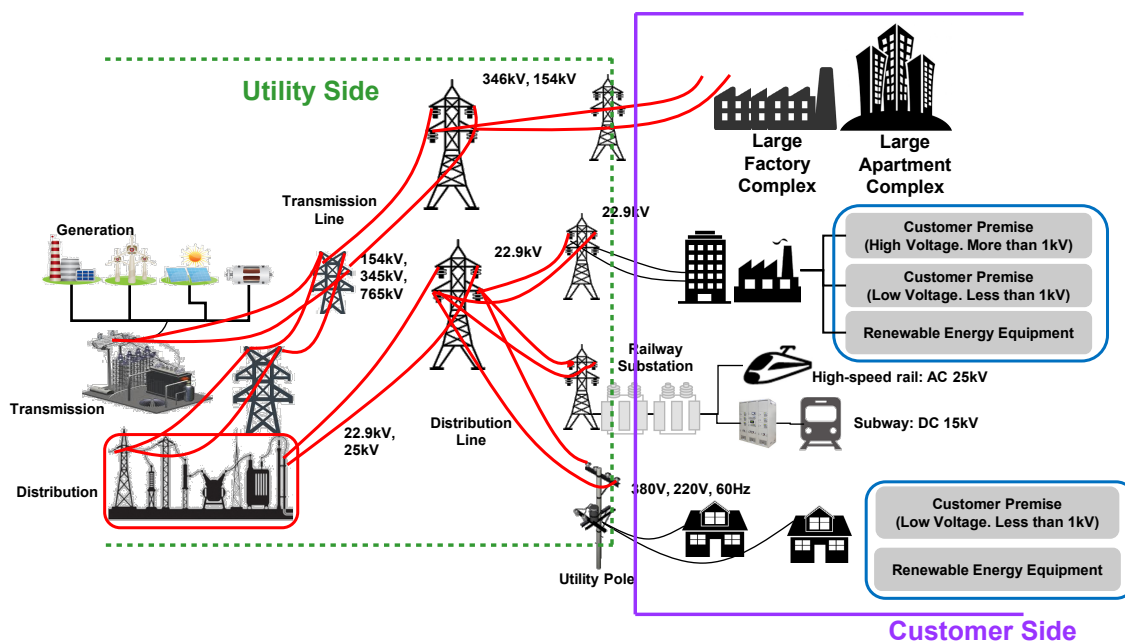 Utility Side
346kV, 154kV
Large
Factory
Complex
Large
Apartment
Complex
Transmission
Line
Generation
154kV,
345kV,
765kV
22.9kV
22.9kV
Customer Premise
(High Voltage. More than 1kV)
Customer Premise
(Low Voltage. Less than 1kV)
Renewable Energy Equipment
Railway
Substation
High-speed rail: AC 25kV
Subway: DC 15kV
Transmission
Distribution
Line
22.9kV,
25kV
Distribution
380V, 220V, 60Hz
Customer Premise
(Low Voltage. Less than 1kV)
Renewable Energy Equipment
Utility Pole
Customer Side